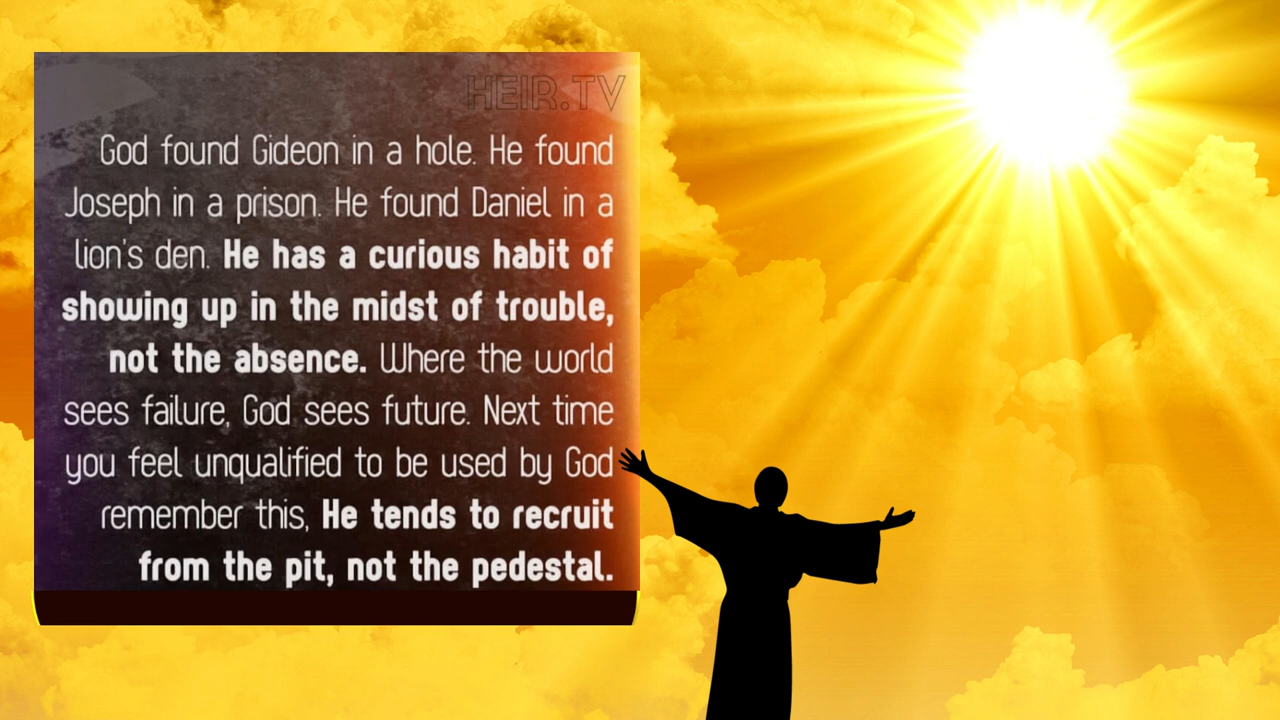 HEIR.TV
God found Gideon in a hole. He found
Joseph in a prison. He found Daniel in a
lion's den. He has a curious habit of
showing up in the midst of trouble,
not the absence. Where the world
sees failure, God sees future. Next time
you feel unqualified to be used by God
remember this, He tends to recruit
from the pit, not the pedestal.